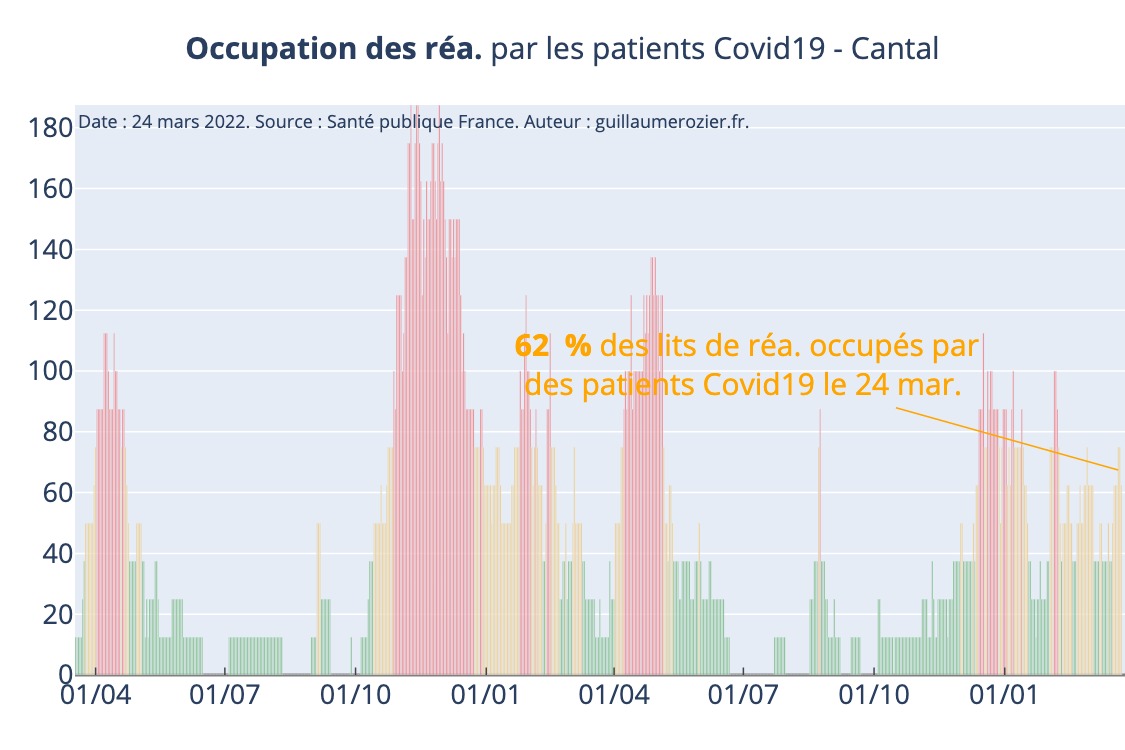 Occupation des réa. par les patients Covid19 - Cantal
Date : 24 mars 2022. Source : Santé publique France. Auteur : guillaumerozier.fr.
180
160
140
120
100
80
60
40
20
0
62 % des lits de réa. occupés par
des patients Covid19 le 24 mar.
01/04 01/07 01/10 01/01 01/04 01/07 01/10 01/01